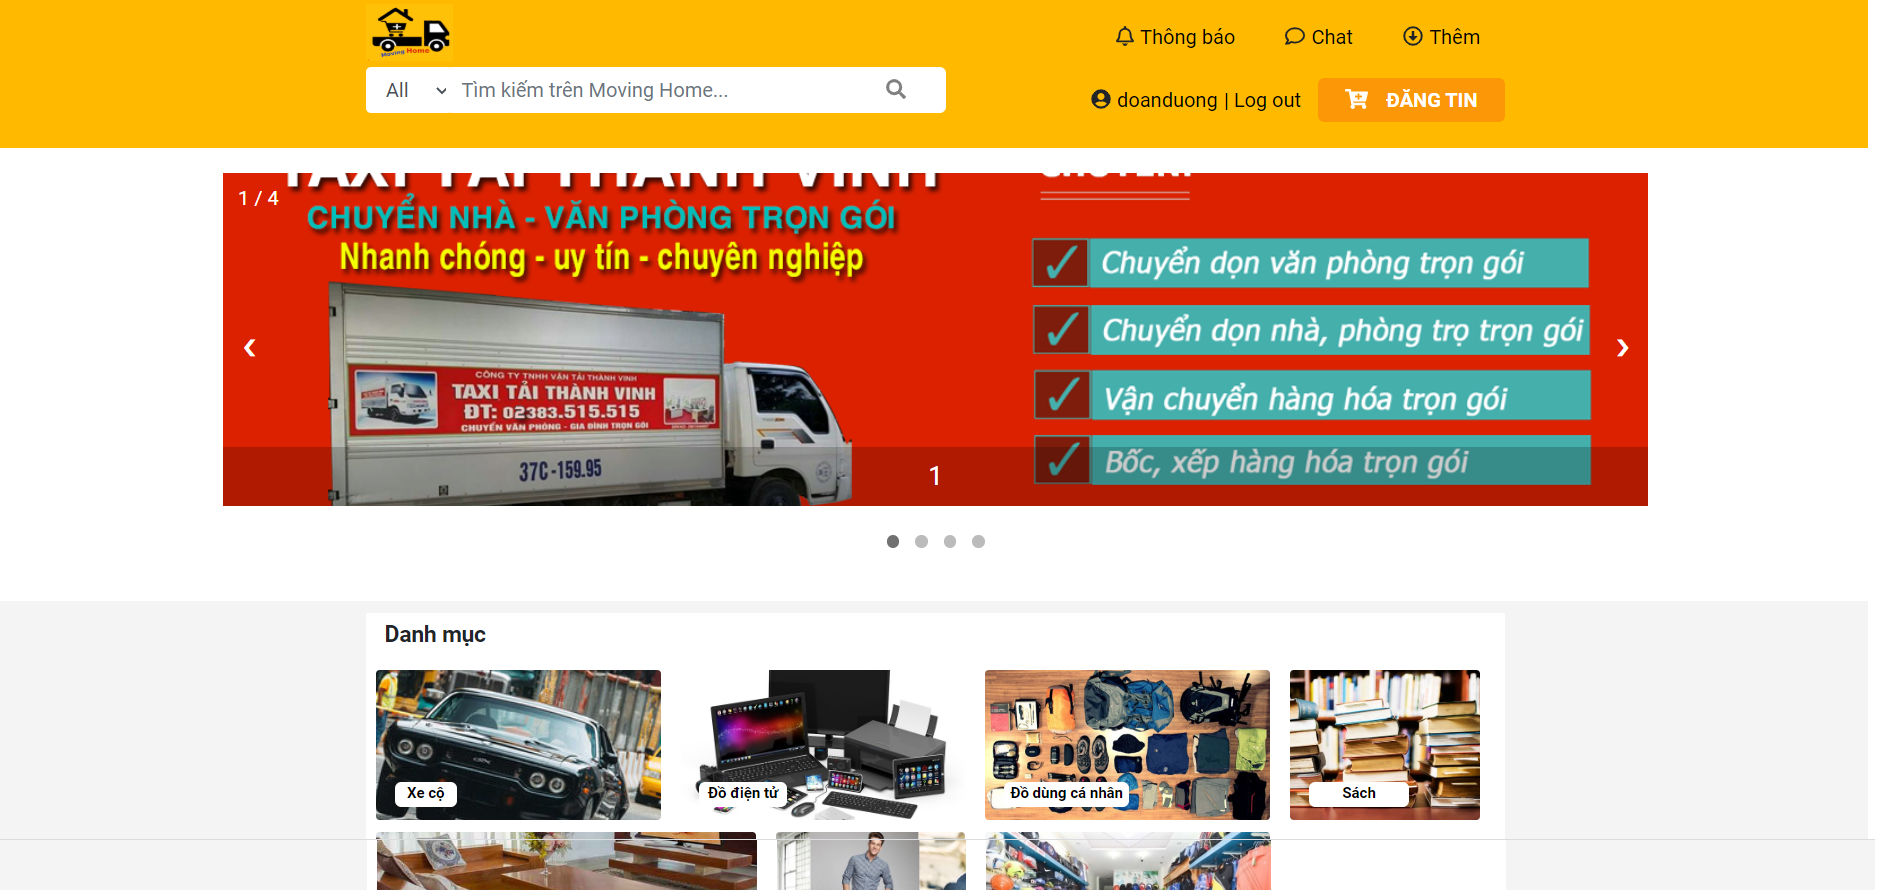 Moving Home
Thông báo
Chat
Thêm
All
Tìm kiếm trên Moving Home...
doanduong | Log out
ĐĂNG TIN
1 / 4
TAXI TẢI THÀNH VINH
CHUYỂN NHÀ - VĂN PHÒNG TRỌN GÓI
Nhanh chóng - uy tín - chuyên nghiệp
CÔNG TY TNHH VẬN TẢI THÀNH VINH
TAXI TẢI THÀNH VINH
ĐT: 02383.515.515
CHUYỂN VĂN PHÒNG - GIA ĐÌNH TRỌN GÓI
37C-159.95
Chuyển dọn văn phòng trọn gói
Chuyển dọn nhà, phòng trọ trọn gói
Vận chuyển hàng hóa trọn gói
Bốc, xếp hàng hóa trọn gói
❮
❯
1
Danh mục
Xe cộ
Đồ điện tử
Đồ dùng cá nhân
Sách